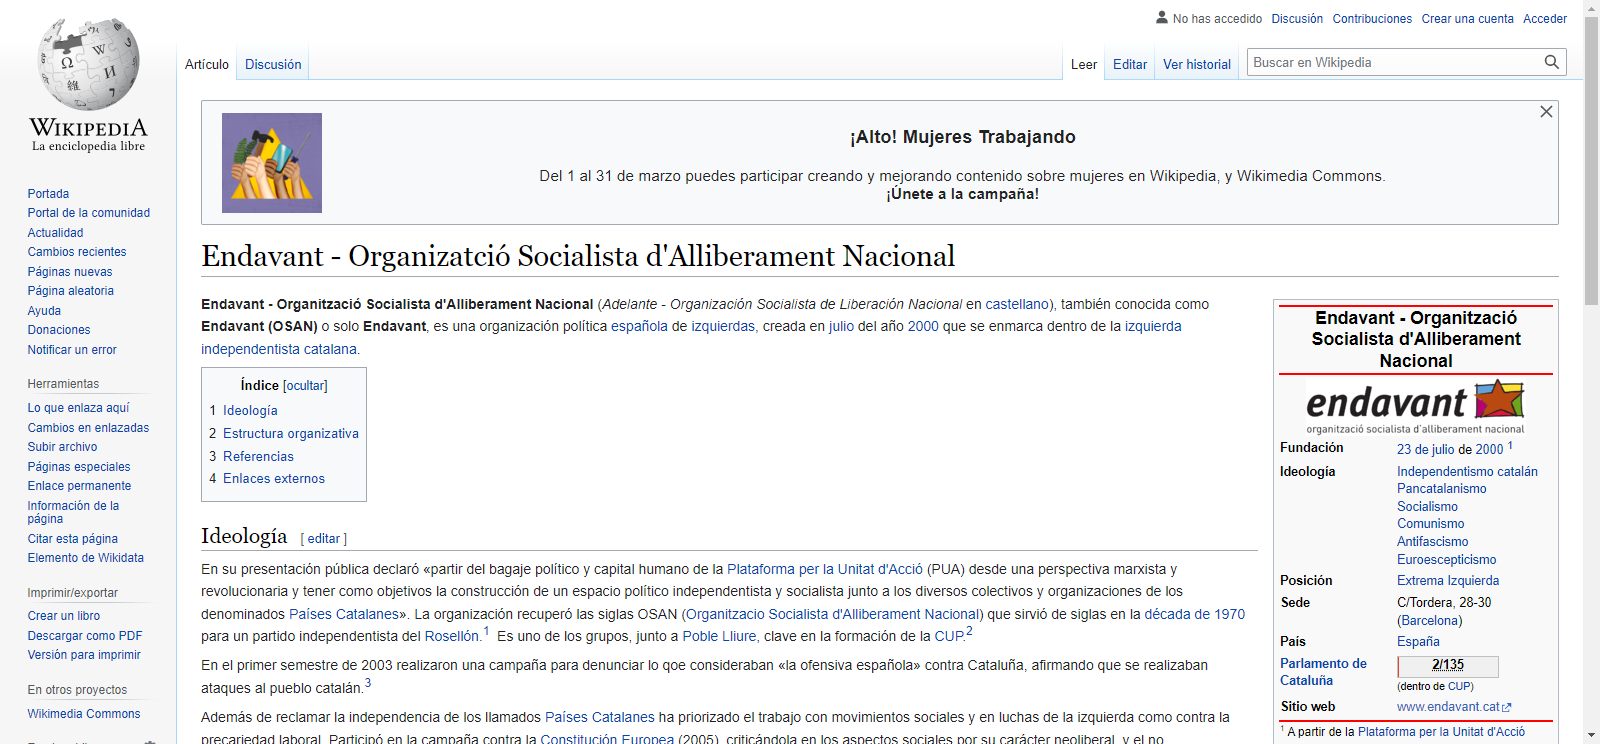 No has accedido Discusión Contribuciones Crear una cuenta Acceder
Artículo Discusión Leer Editar Ver historial Buscar en Wikipedia
WIKIPEDIA
La enciclopedia libre
Portada
Portal de la comunidad
Actualidad
Cambios recientes
Páginas nuevas
Página aleatoria
Ayuda
Donaciones
Notificar un error
Herramientas
Lo que enlaza aquí
Cambios en enlazadas
Subir archivo
Páginas especiales
Enlace permanente
Información de la
página
Citar esta página
Elemento de Wikidata
Imprimir/exportar
Crear un libro
Descargar como PDF
Versión para imprimir
En otros proyectos
Wikimedia Commons
¡Alto! Mujeres Trabajando
Del 1 al 31 de marzo puedes participar creando y mejorando contenido sobre mujeres en Wikipedia, y Wikimedia Commons.
¡Únete a la campaña!
Endavant - Organizatció Socialista d'Alliberament Nacional
Endavant - Organització Socialista d'Alliberament Nacional (Adelante - Organización Socialista de Liberación Nacional en castellano), también conocida como
Endavant (OSAN) o solo Endavant, es una organización política española de izquierdas, creada en julio del año 2000 que se enmarca dentro de la izquierda
independentista catalana.
Índice [ocultar]
1 Ideología
2 Estructura organizativa
3 Referencias
4 Enlaces externos
Ideología [ editar ]
En su presentación pública declaró «partir del bagaje político y capital humano de la Plataforma per la Unitat d'Acció (PUA) desde una perspectiva marxista y
revolucionaria y tener como objetivos la construcción de un espacio político independentista y socialista junto a los diversos colectivos y organizaciones de los
denominados Países Catalanes». La organización recuperó las siglas OSAN (Organitzacio Socialista d'Alliberament Nacional) que sirvió de siglas en la década de 1970
para un partido independentista del Rosellón.1 Es uno de los grupos, junto a Poble Lliure, clave en la formación de la CUP.2
En el primer semestre de 2003 realizaron una campaña para denunciar lo qoe consideraban «la ofensiva española» contra Cataluña, afirmando que se realizaban
ataques al pueblo catalán.3
Además de reclamar la independencia de los llamados Países Catalanes ha priorizado el trabajo con movimientos sociales y en luchas de la izquierda como contra la
precariedad laboral. Participó en la campaña contra la Constitución Europea (2005), criticándola en los aspectos sociales por su carácter neoliberal, y el no
Endavant - Organització
Socialista d'Alliberament
Nacional
endavant
organització socialista d'alliberament nacional
Fundación 23 de julio de 2000 1
Ideología Independentismo catalán
Pancatalanismo
Socialismo
Comunismo
Antifascismo
Euroescepticismo
Posición Extrema Izquierda
Sede C/Tordera, 28-30
(Barcelona)
País España
Parlamento de
Cataluña
2/135
(dentro de CUP)
Sitio web www.endavant.cat
1 A partir de la Plataforma per la Unitat d'Acció